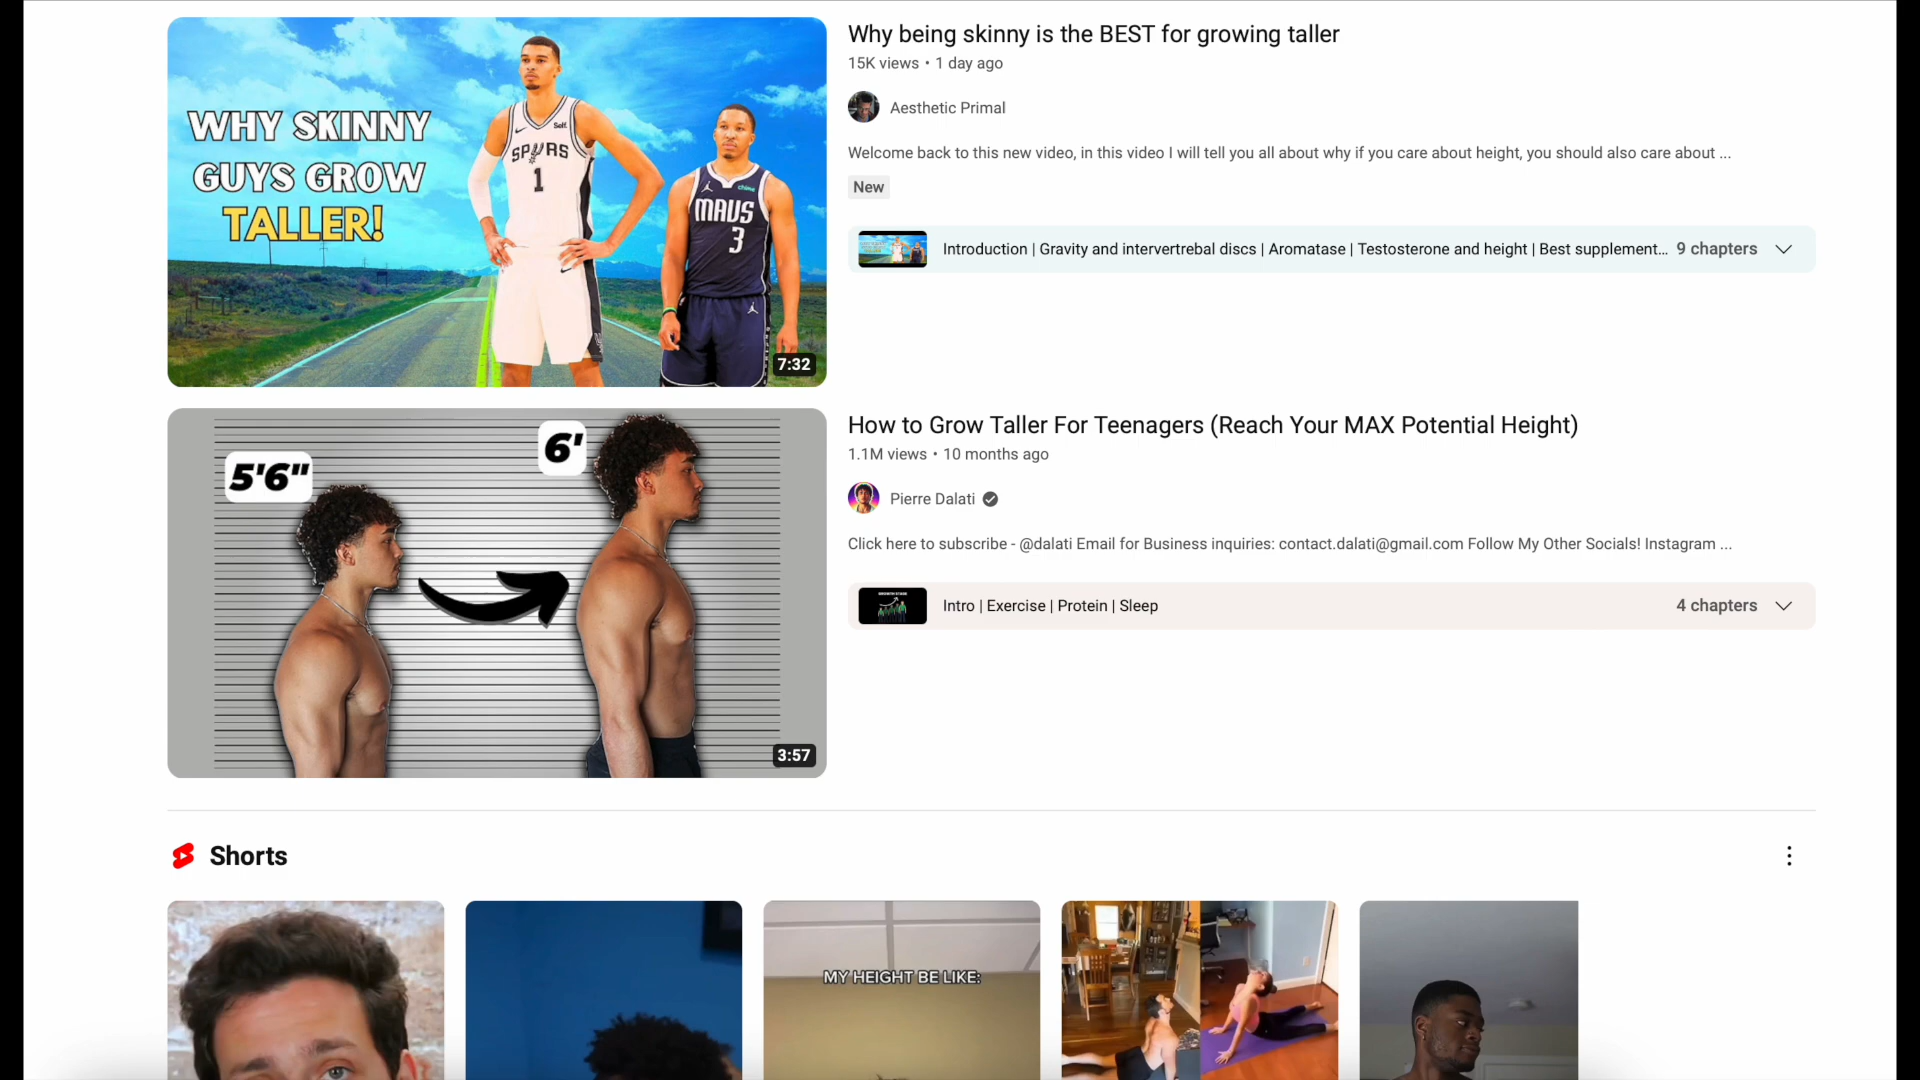 WHY SKINNY
GUYS GROW
TALLER!
Self.
SPURS
1
chime
MAVS
3
7:32
Why being skinny is the BEST for growing taller
15K views • 1 day ago
Aesthetic Primal
Welcome back to this new video, in this video I will tell you all about why if you care about height, you should also care about ...
New
Introduction | Gravity and intervertrebal discs | Aromatase | Testosterone and height | Best supplement... 9 chapters
5'6"
6'
3:57
How to Grow Taller For Teenagers (Reach Your MAX Potential Height)
1.1M views • 10 months ago
Pierre Dalati
Click here to subscribe - @dalati Email for Business inquiries: contact.dalati@gmail.com Follow My Other Socials! Instagram ...
Intro | Exercise | Protein | Sleep 4 chapters
Shorts
MY HEIGHT BE LIKE: